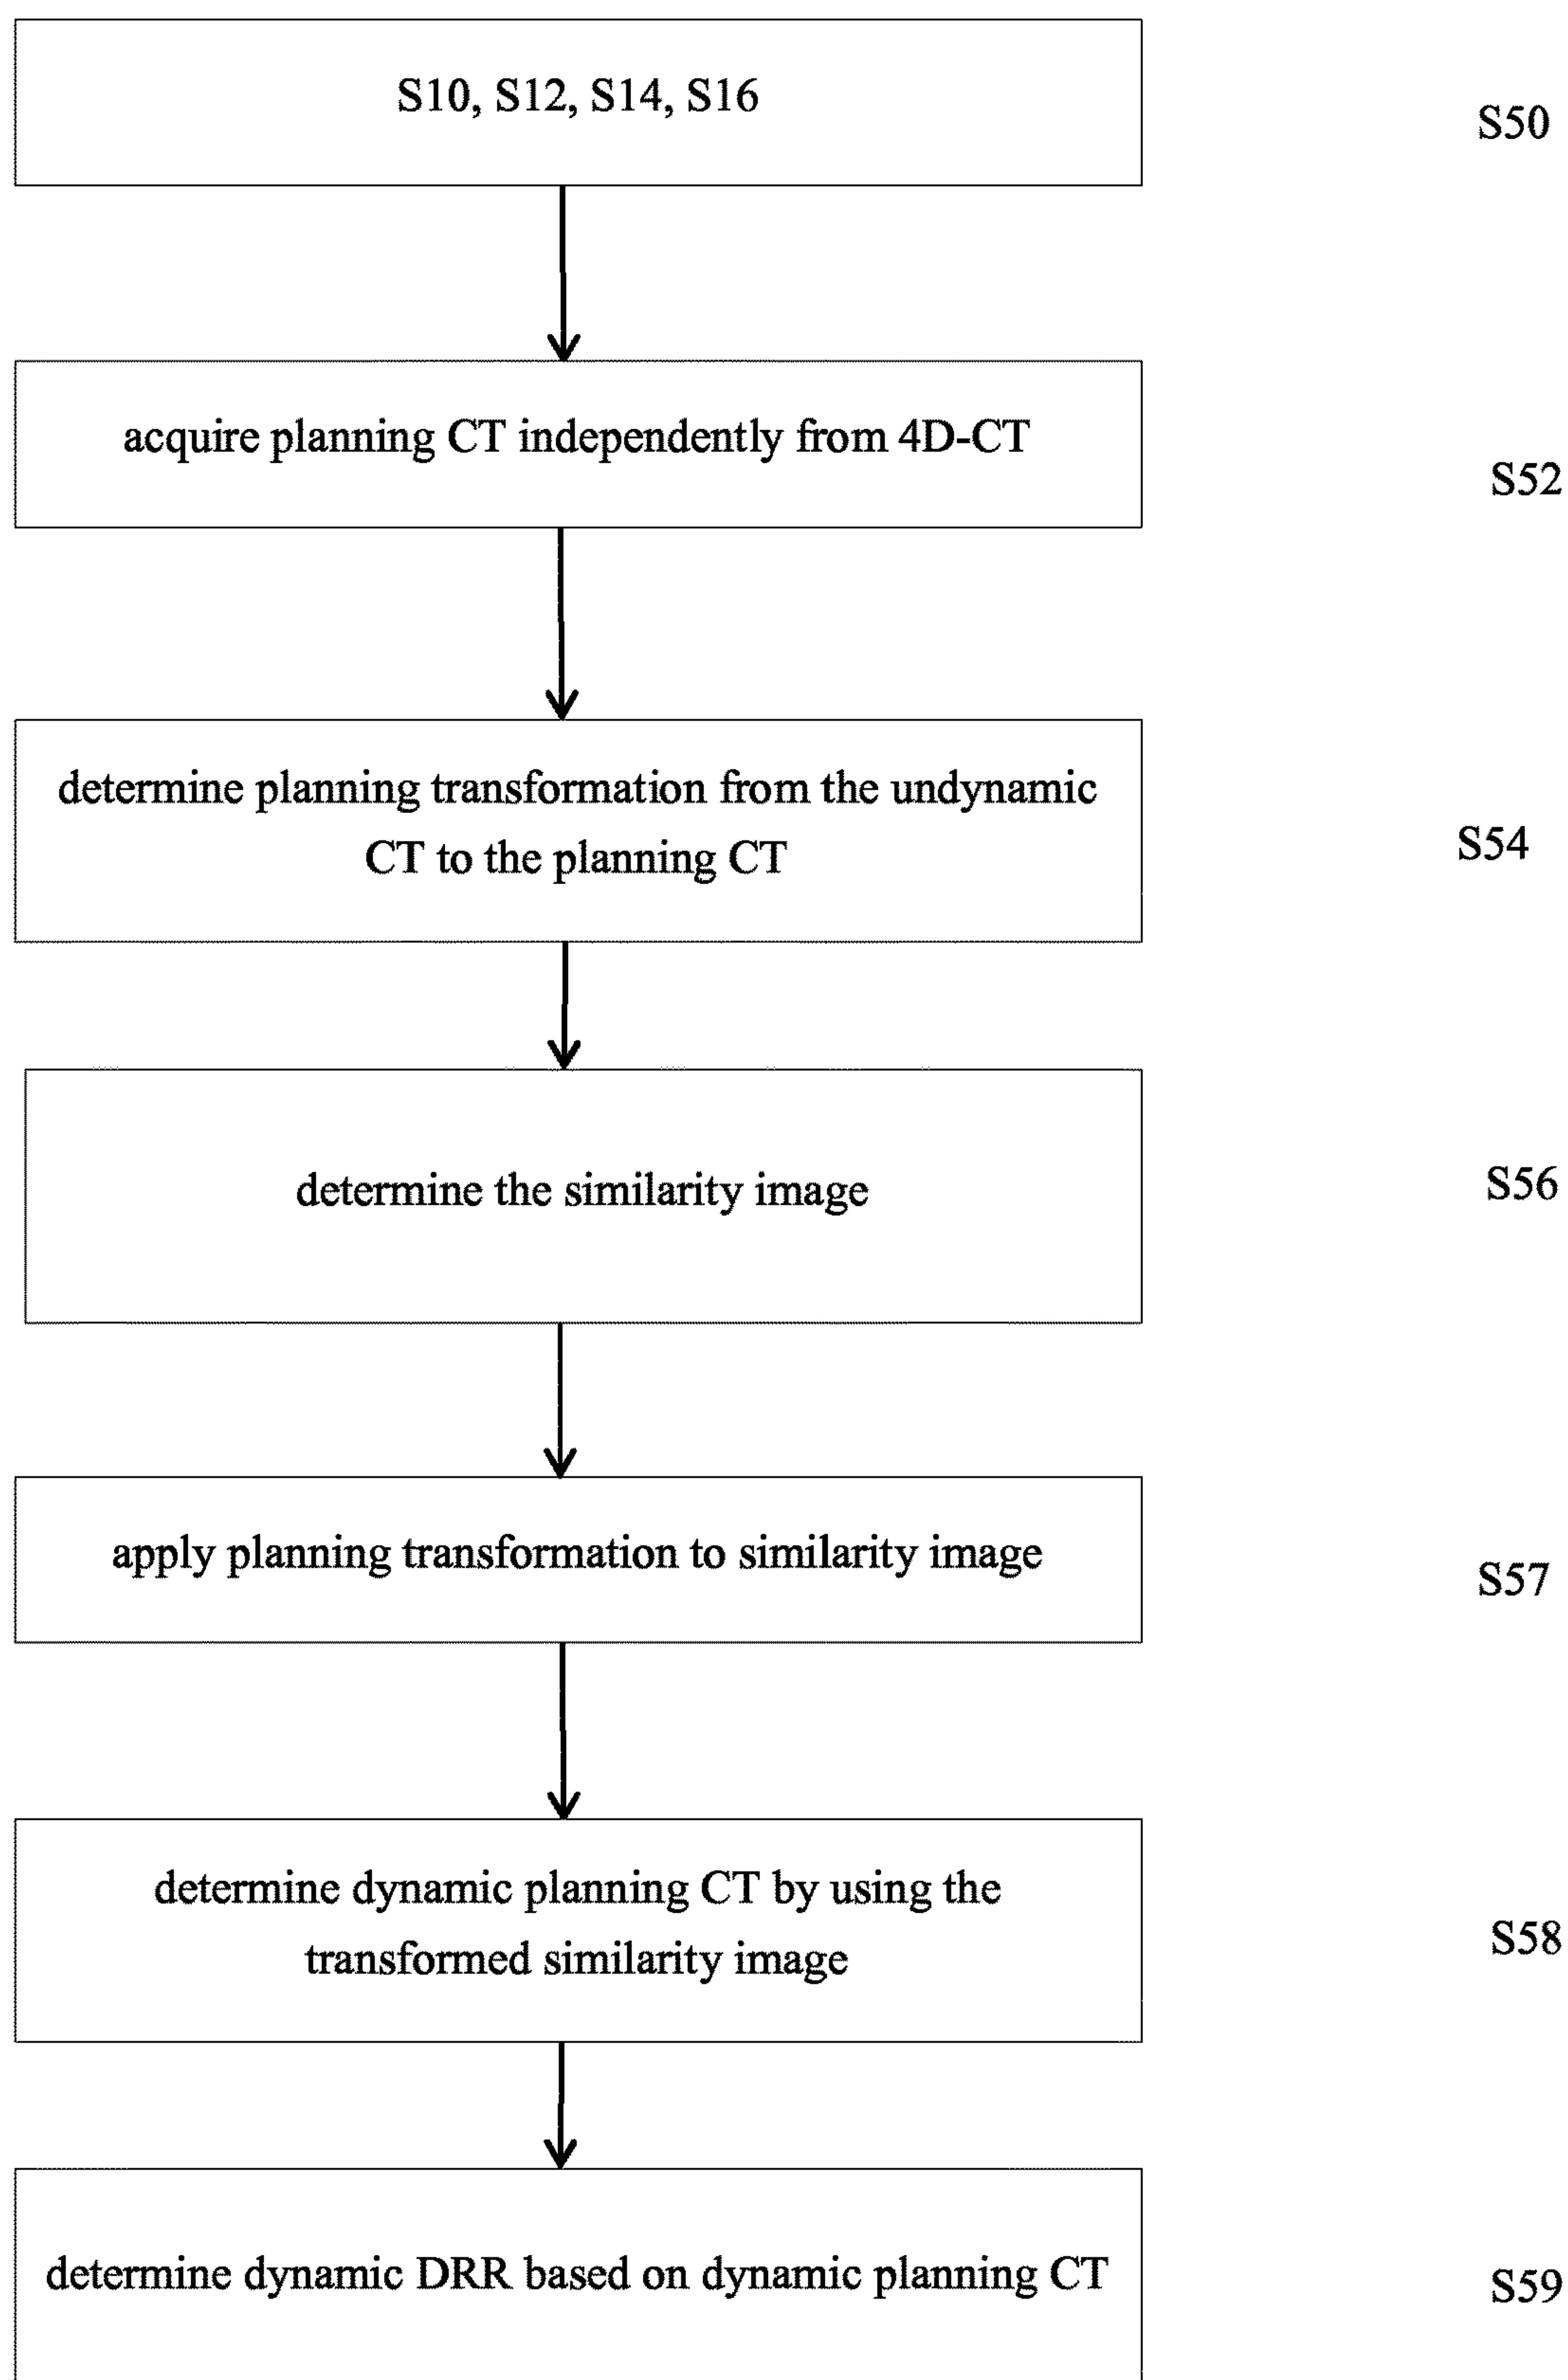 S10, S12, S14, S16
S50
acquire planning CT independently from 4D-CT
S52
determine planning transformation from the undynamic
CT to the planning CT
S54
determine the similarity image
S56
apply planning transformation to similarity image
S57
determine dynamic planning CT by using the
transformed similarity image
S58
determine dynamic DRR based on dynamic planning CT
S59